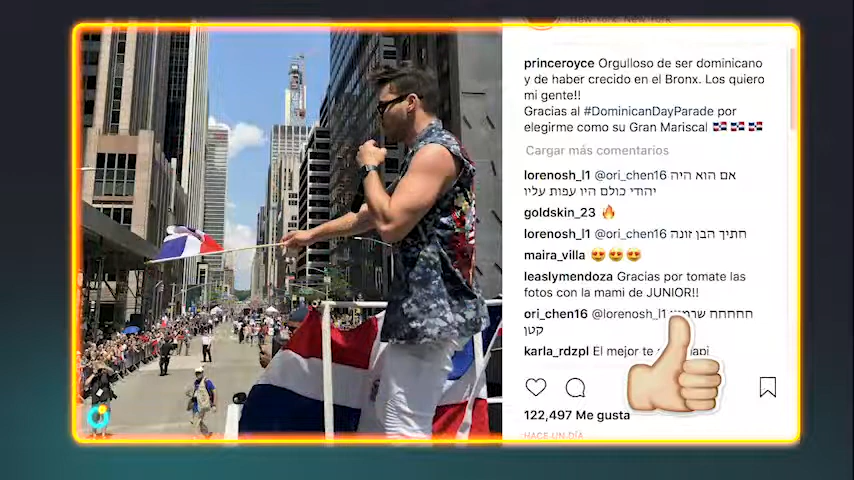 New York, New York
princeroyce Orgulloso de ser dominicano
y de haber crecido en el Bronx. Los quiero
mi gente!!
Gracias al #DominicanDayParade por
elegirme como su Gran Mariscal 🇩🇴 🇩🇴 🇩🇴
Cargar más comentarios
lorenosh_l1 @ori_chen16 אם הוא היה
יהודי כולם היו עפות עליו
goldskin_23 🔥
lorenosh_l1 @ori_chen16 חתיך הבן זונה
maira_villa 😍😍😍
leaslymendoza Gracias por tomate las
fotos con la mami de JUNIOR!!
ori_chen16 @lorenosh_l1 חחחחח
קטן
karla_rdzpl El mejor te
122,497 Me gusta
HACE UN DÍA